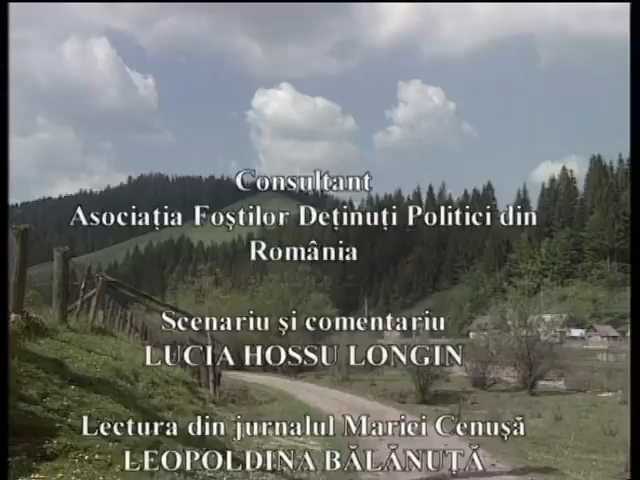 Consultant
Asociația Foștilor Deținuți Politici din
România
Scenariu și comentariu
LUCIA HOSSU LONGIN
Lectura din jurnalul Mariei Cenușă
LEOPOLDINA BĂLĂNUȚĂ